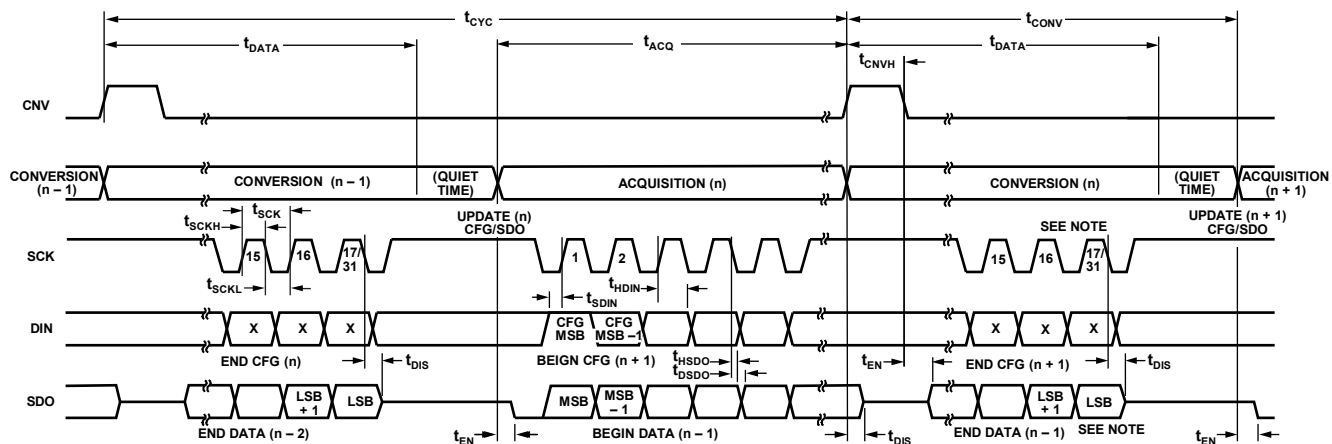 tCYC tCONV
tDATA tACQ tDATA
tCNVH
CNV
CONVERSION (n – 1)
CONVERSION (n – 1)
(QUIET TIME)
ACQUISITION (n)
CONVERSION (n)
(QUIET TIME)
ACQUISITION (n + 1)
UPDATE (n) CFG/SDO
SEE NOTE
UPDATE (n + 1) CFG/SDO
tSCKH tSCK
SCK
15 16 17/31 1 2 15 16 17/31
tSCKL
tHDIN
tSDIN
DIN
X X X CFG MSB CFG MSB –1 X X X
END CFG (n)
tDIS
BEIGN CFG (n + 1)
tHSDO
tDSDO
tEN
END CFG (n + 1)
tDIS
SDO
LSB + 1 LSB MSB MSB – 1 LSB + 1 LSB
END DATA (n – 2)
tEN
BEGIN DATA (n – 1)
tDIS
END DATA (n – 1)
SEE NOTE
tEN